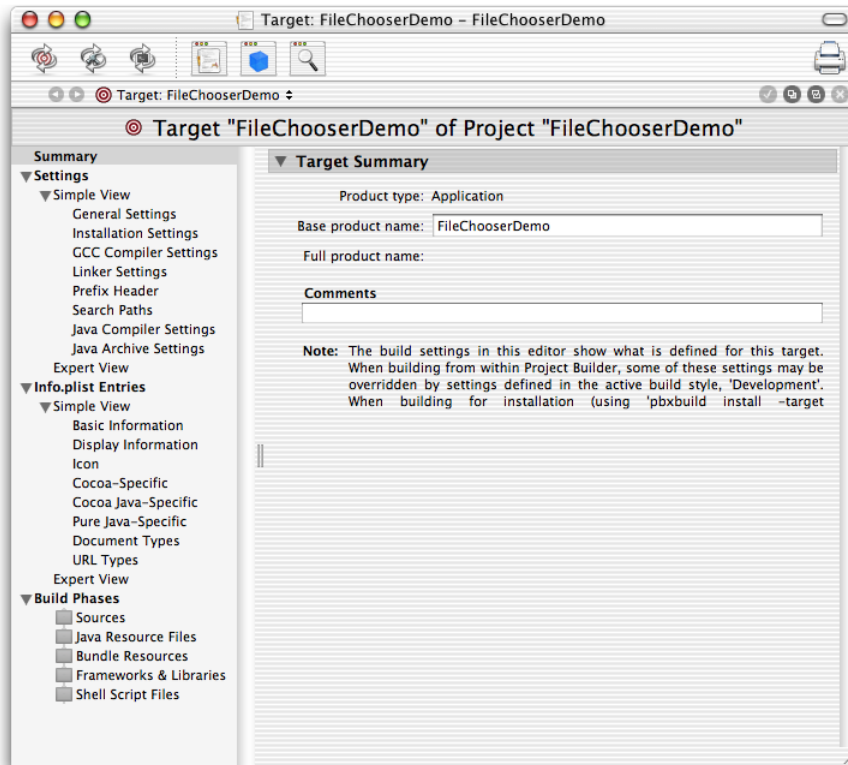 Target: FileChooserDemo – FileChooserDemo
Target: FileChooserDemo
Target "FileChooserDemo" of Project "FileChooserDemo"
Summary
Settings
Simple View
General Settings
Installation Settings
GCC Compiler Settings
Linker Settings
Prefix Header
Search Paths
Java Compiler Settings
Java Archive Settings
Expert View
Info.plist Entries
Simple View
Basic Information
Display Information
Icon
Cocoa–Specific
Cocoa Java–Specific
Pure Java–Specific
Document Types
URL Types
Expert View
Build Phases
Sources
Java Resource Files
Bundle Resources
Frameworks & Libraries
Shell Script Files
Target Summary
Product type: Application
Base product name: FileChooserDemo
Full product name:
Comments
Note: The build settings in this editor show what is defined for this target.
When building from within Project Builder, some of these settings may be
overridden by settings defined in the active build style, 'Development'.
When building for installation (using 'pbxbuild install –target